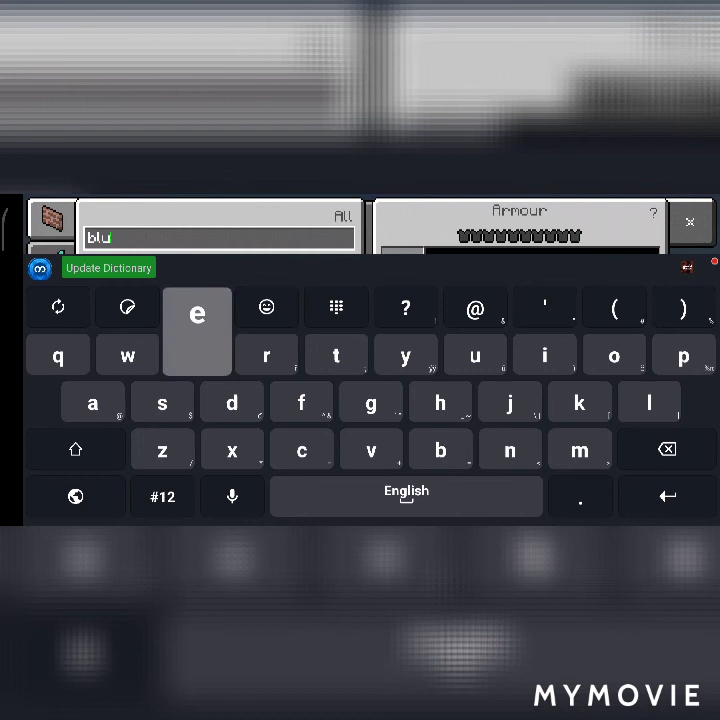 All
Armour ?
blu
Update Dictionary
e ? @ ' ( )
q w r t y u i o p
a s d f g h j k l
z x c v b n m
#12 English .
MYMOVIE